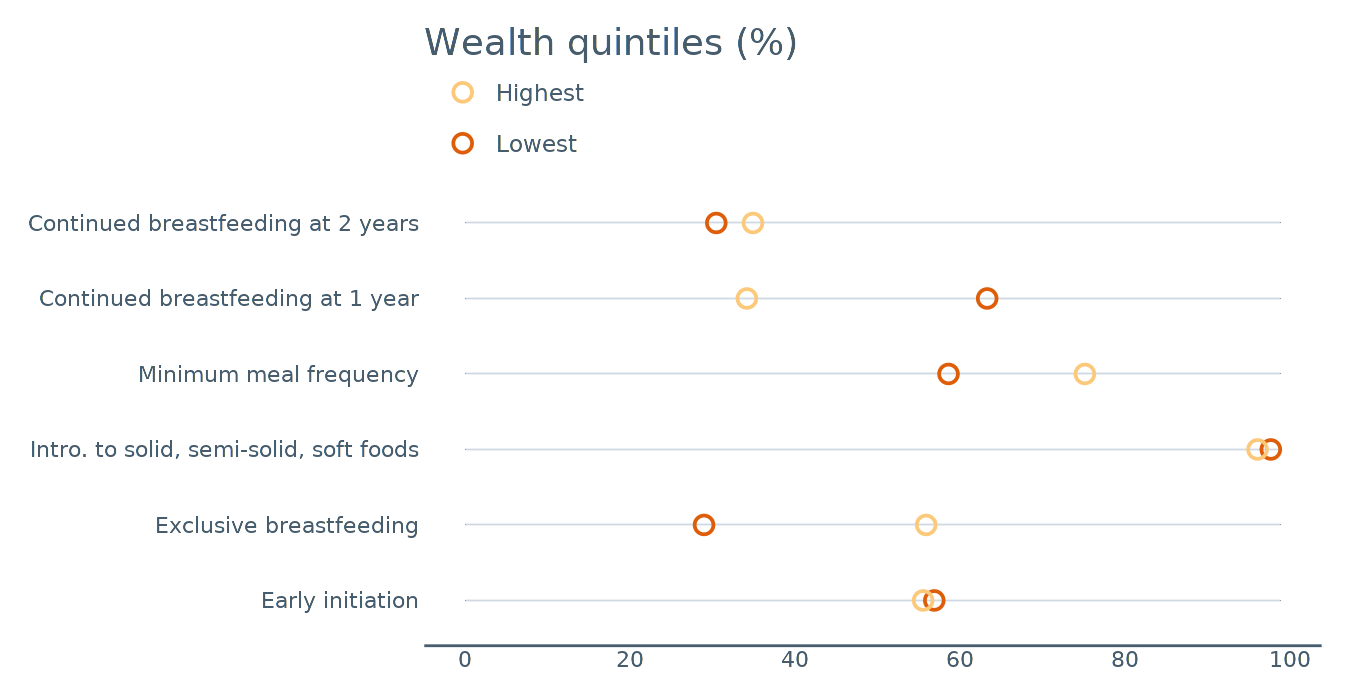 Wealth quintiles (%)
Highest
Lowest
Continued breastfeeding at 2 years
Continued breastfeeding at 1 year
Minimum meal frequency
Intro. to solid, semi-solid, soft foods
Exclusive breastfeeding
Early initiation
0 20 40 60 80 100